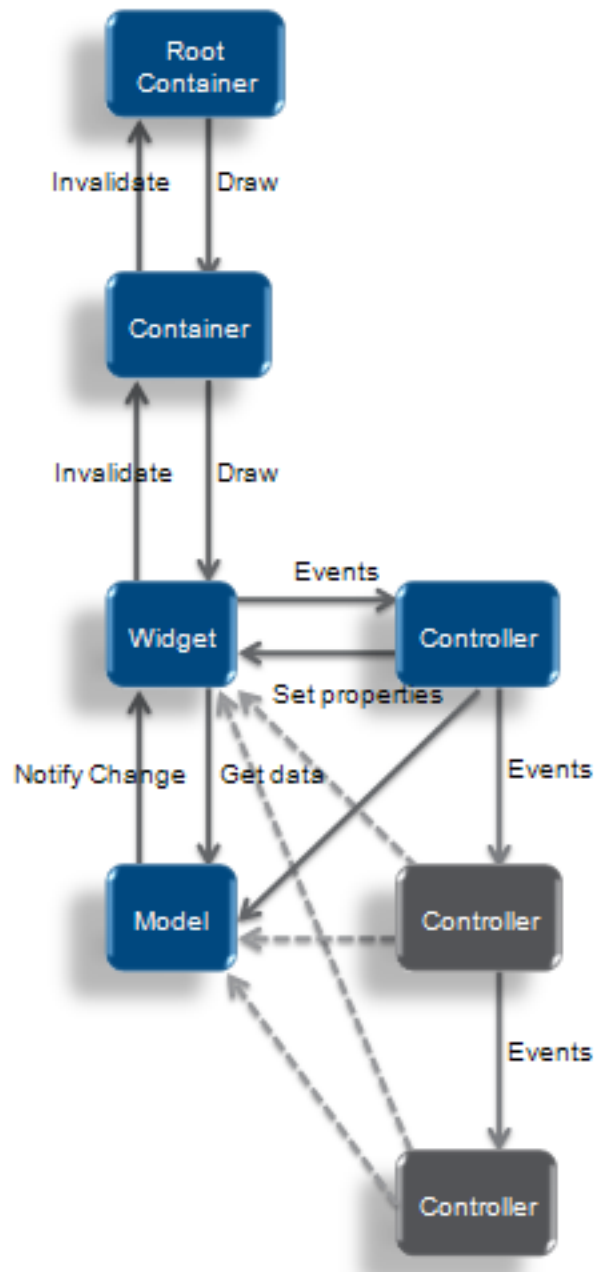 Root
Container
Invalidate
Draw
Container
Invalidate
Draw
Events
Widget
Controller
Set properties
Notify Change
Get data
Events
Model
Controller
Events
Controller